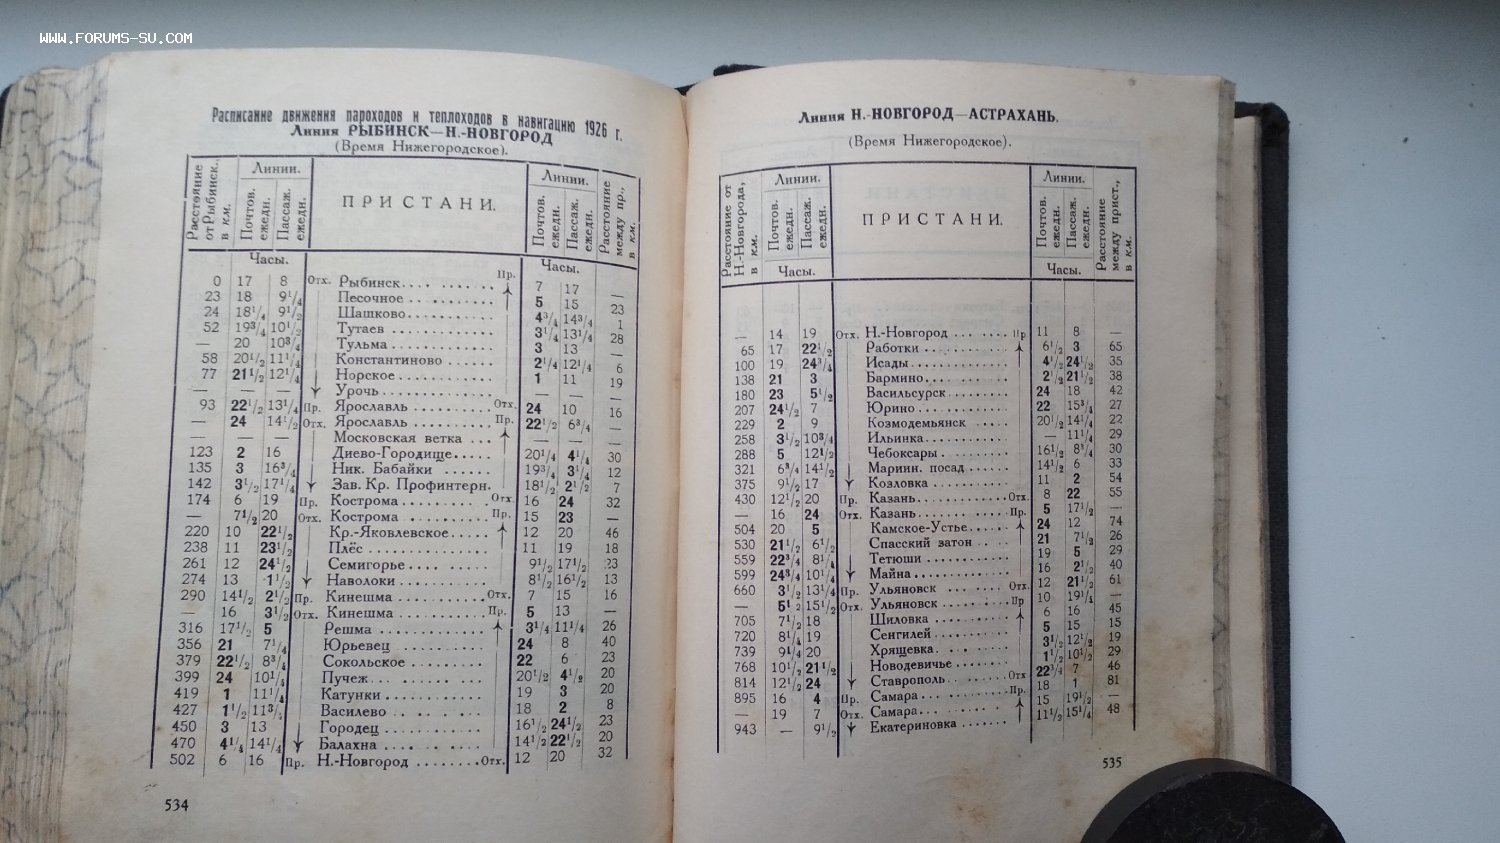 WWW.FORUMS-SU.COM
Расписание движения пароходов и теплоходов в навигацию 1926 г.
Линия РЫБИНСК—Н.-НОВГОРОД
(Время Нижегородское).
Расстояние от Рыбинск., в км.
Линии.
Почтов. ежедн.
Пассаж. ежедн.
ПРИСТАНИ.
Линии.
Почтов. ежедн.
Пассаж. ежедн.
Расстояние между пр., в км.
Часы.
Часы.
0 17 8 Отх. Рыбинск Пр. 7 17 —
23 18 9¹/₄ Песочное 5 15 23
24 18¹/₄ 9¹/₂ Шашково 4³/₄ 14³/₄ 1
52 19³/₄ 10¹/₂ Тутаев 3¹/₄ 13¹/₄ 28
— 20 10³/₄ Тульма 3 13 —
58 20¹/₂ 11¹/₄ Константиново 2¹/₄ 12¹/₄ 6
77 21¹/₂ 12¹/₄ Норское 1 11 19
— — — Урочь — — —
93 22¹/₂ 13¹/₄ Пр. Ярославль Отх. 24 10 16
— 24 14¹/₂ Отх. Ярославль Пр. 22¹/₂ 6³/₄ —
— — — Московская ветка — — —
123 2 16 Диево-Городище 20¹/₄ 4¹/₄ 30
135 3 16³/₄ Ник. Бабайки 19³/₄ 3¹/₄ 12
142 3¹/₂ 17¹/₄ Зав. Кр. Профинтерн. 18¹/₂ 2¹/₂ 7
174 6 19 Пр. Кострома Отх. 16 24 32
— 7¹/₂ 20 Отх. Кострома Пр. 15 23 —
220 10 22¹/₂ Кр.-Яковлевское 12 20 46
238 11 23¹/₂ Плёс 11 19 18
261 12 24¹/₂ Семигорье 9¹/₂ 17¹/₂ 23
274 13 1¹/₂ Наволоки 8¹/₂ 16¹/₂ 13
290 14¹/₂ 2¹/₂ Пр. Кинешма Отх. 7 15 16
— 16 3¹/₂ Отх. Кинешма Пр. 5 13 —
316 17¹/₂ 5 Решма 3¹/₄ 11¹/₄ 26
356 21 7¹/₄ Юрьевец 24 8 40
379 22¹/₂ 8³/₄ Сокольское 22 6 23
399 24 10¹/₄ Пучеж 20¹/₂ 4¹/₂ 20
419 1 11¹/₄ Катунки 19 3 20
427 1¹/₂ 11³/₄ Василево 18 2 8
450 3 13 Городец 16¹/₂ 24¹/₂ 23
470 4¹/₄ 14¹/₄ Балахна 14¹/₂ 22¹/₂ 20
502 6 16 Пр. Н.-Новгород Отх. 12 20 32
534
Линия Н.-НОВГОРОД—АСТРАХАНЬ.
(Время Нижегородское).
Расстояние от Н.-Новгорода, в км.
Линии.
Почтов. ежедн.
Пассаж. ежедн.
ПРИСТАНИ.
Линии.
Почтов. ежедн.
Пассаж. ежедн.
Расстояние между прист., в км.
Часы.
Часы.
— 14 19 Отх. Н.-Новгород Пр 11 8 —
65 17 22¹/₂ Работки 6¹/₂ 3 65
100 19 24³/₄ Исады 4¹/₂ 24¹/₂ 35
138 21 3 Бармино 2¹/₂ 21¹/₂ 38
180 23 5¹/₂ Васильсурск 24 18 42
207 24¹/₂ 7 Юрино 22 15³/₄ 27
229 2 9 Козмодемьянск 20¹/₂ 14¹/₄ 22
258 3¹/₂ 10³/₄ Ильинка — 11¹/₄ 29
288 5 12¹/₂ Чебоксары 16¹/₂ 8³/₄ 30
321 6³/₄ 14¹/₂ Мариин. посад 14¹/₂ 6 33
375 9¹/₂ 17 Козловка 11 2 54
430 12¹/₂ 20 Пр. Казань Отх. 8 22 55
— 16 24 Отх. Казань Пр. 5 17¹/₂ —
504 20 5 Камское-Устье 24 12 74
530 21¹/₂ 6¹/₂ Спасский затон 21 7¹/₂ 26
559 22³/₄ 8¹/₄ Тетюши 19 5 29
599 24³/₄ 10¹/₄ Майна 16 2¹/₂ 40
660 3¹/₂ 13¹/₄ Пр. Ульяновск Отх. 12 21¹/₂ 61
— 5¹/₂ 15¹/₂ Отх. Ульяновск Пр 10 19¹/₄ —
705 7¹/₂ 18 Шиловка 6 16 45
720 8¹/₄ 19 Сенгилей 5 15 15
739 9¹/₄ 20 Хрящевка 3¹/₂ 12¹/₂ 19
768 10¹/₂ 21¹/₂ Новодевичье 1¹/₂ 10¹/₂ 29
814 12¹/₂ 24 Ставрополь Отх 22³/₄ 7 46
895 16 4 Пр. Самара Пр. 18 1 81
— 19 7 Отх. Самара 15 19¹/₂ —
943 — 9¹/₂ Екатериновка 11¹/₂ 15¹/₄ 48
535